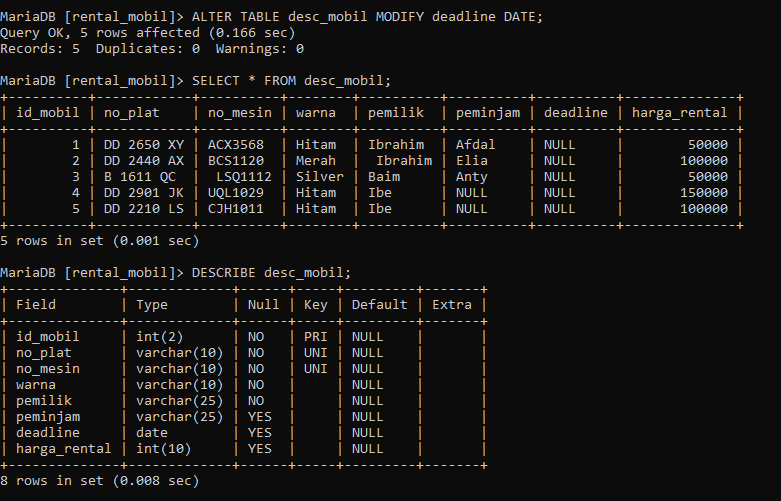 MariaDB [rental_mobil]> ALTER TABLE desc_mobil MODIFY deadline DATE;
Query OK, 5 rows affected (0.166 sec)
Records: 5  Duplicates: 0  Warnings: 0

MariaDB [rental_mobil]> SELECT * FROM desc_mobil;
+----------+------------+----------+--------+----------+----------+----------+--------------+
| id_mobil | no_plat    | no_mesin | warna  | pemilik  | peminjam | deadline | harga_rental |
+----------+------------+----------+--------+----------+----------+----------+--------------+
|        1 | DD 2650 XY | ACX3568  | Hitam  | Ibrahim  | Afdal    | NULL     |        50000 |
|        2 | DD 2440 AX | BCS1120  | Merah  |  Ibrahim | Elia     | NULL     |       100000 |
|        3 | B 1611 QC  |  LSQ1112 | Silver | Baim     | Anty     | NULL     |        50000 |
|        4 | DD 2901 JK | UQL1029  | Hitam  | Ibe      | NULL     | NULL     |       150000 |
|        5 | DD 2210 LS | CJH1011  | Hitam  | Ibe      | NULL     | NULL     |       100000 |
+----------+------------+----------+--------+----------+----------+----------+--------------+
5 rows in set (0.001 sec)

MariaDB [rental_mobil]> DESCRIBE desc_mobil;
+--------------+-------------+------+-----+---------+-------+
| Field        | Type        | Null | Key | Default | Extra |
+--------------+-------------+------+-----+---------+-------+
| id_mobil     | int(2)      | NO   | PRI | NULL    |       |
| no_plat      | varchar(10) | NO   | UNI | NULL    |       |
| no_mesin     | varchar(10) | NO   | UNI | NULL    |       |
| warna        | varchar(10) | NO   |     | NULL    |       |
| pemilik      | varchar(25) | NO   |     | NULL    |       |
| peminjam     | varchar(25) | YES  |     | NULL    |       |
| deadline     | date        | YES  |     | NULL    |       |
| harga_rental | int(10)     | YES  |     | NULL    |       |
+--------------+-------------+------+-----+---------+-------+
8 rows in set (0.008 sec)